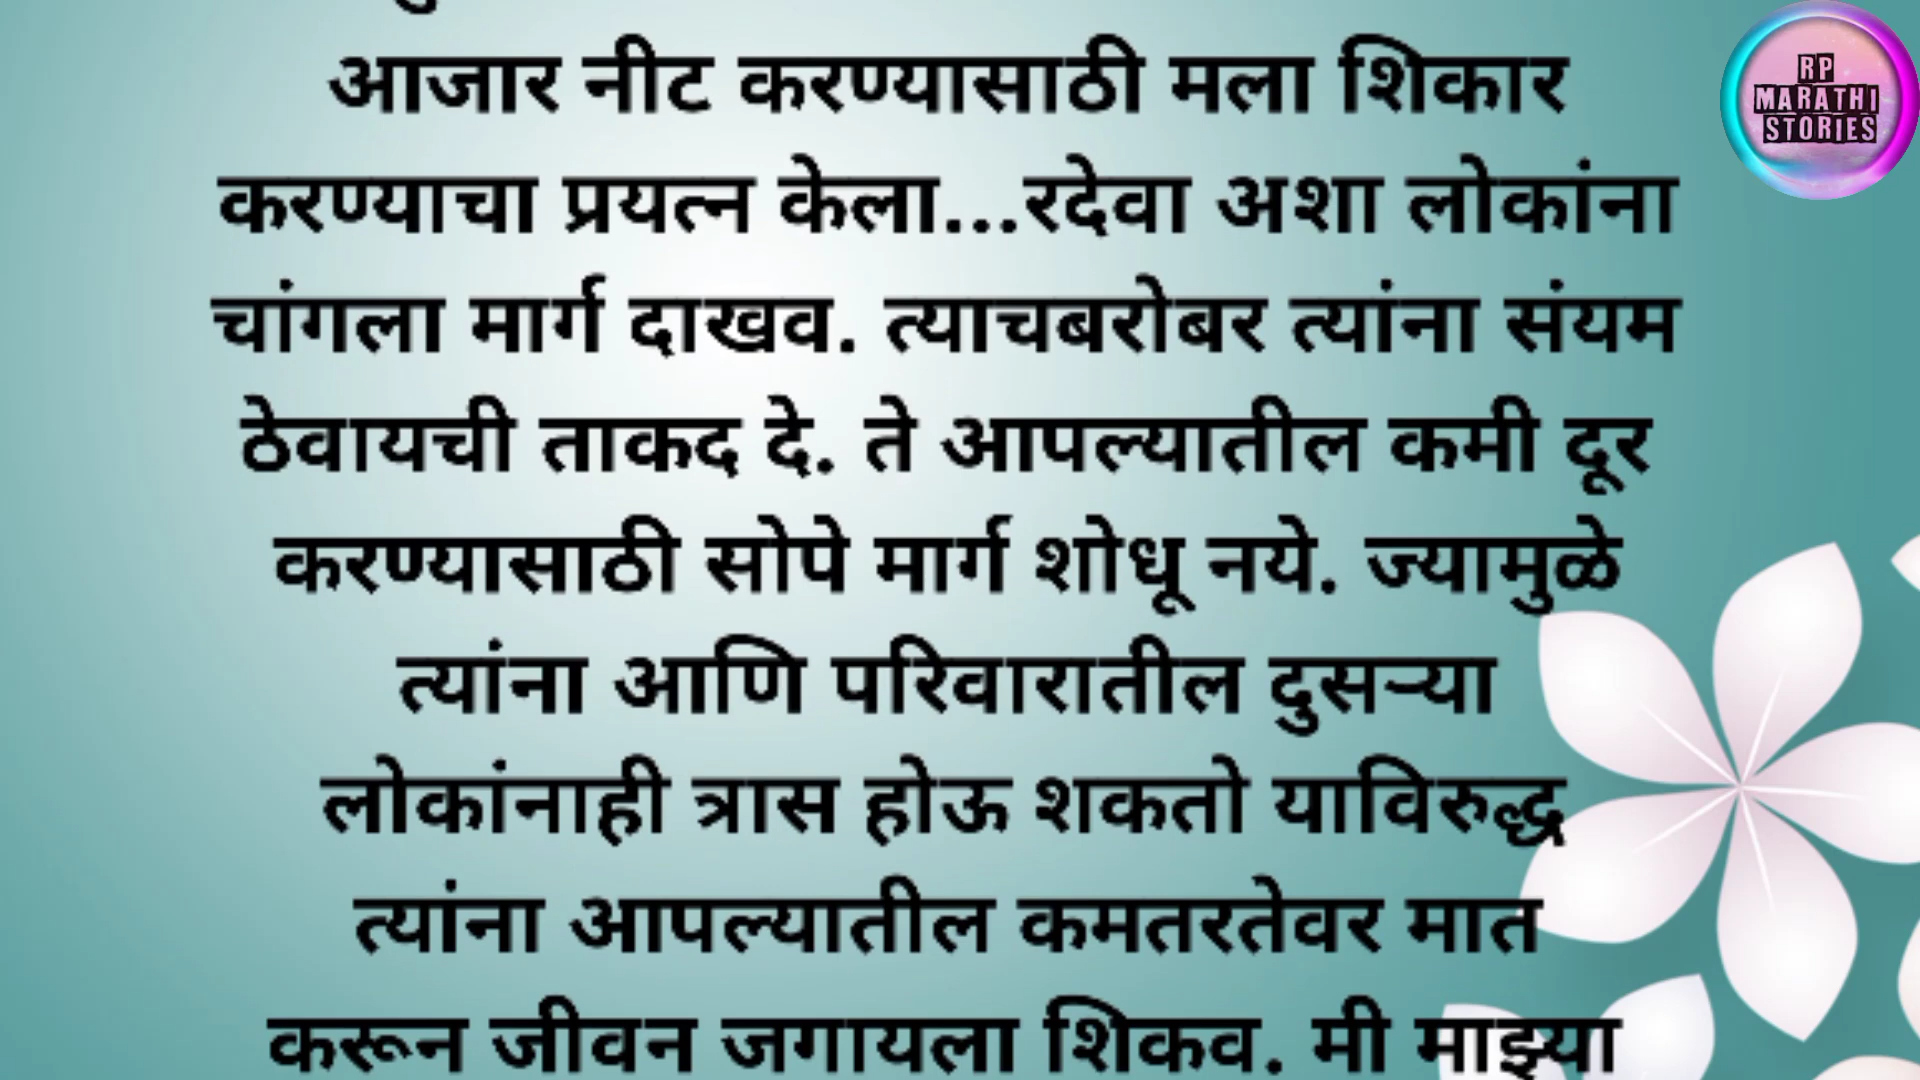 आजार नीट करण्यासाठी मला शिकार
करण्याचा प्रयत्न केला...रदेवा अशा लोकांना
चांगला मार्ग दाखव. त्याचबरोबर त्यांना संयम
ठेवायची ताकद दे. ते आपल्यातील कमी दूर
करण्यासाठी सोपे मार्ग शोधू नये. ज्यामुळे
त्यांना आणि परिवारातील दुसऱ्या
लोकांनाही त्रास होऊ शकतो याविरुद्ध
त्यांना आपल्यातील कमतरतेवर मात
करून जीवन जगायला शिकव. मी माझ्या
RP
MARATHI
STORIES